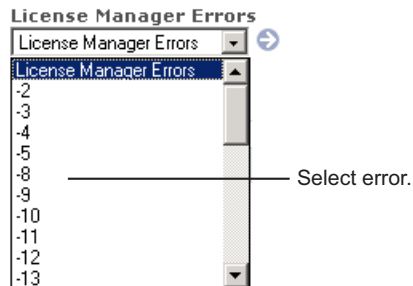 License Manager Errors
License Manager Errors
License Manager Errors
-2
-3
-4
-5
-8
-9
-10
-11
-12
-13
Select error.